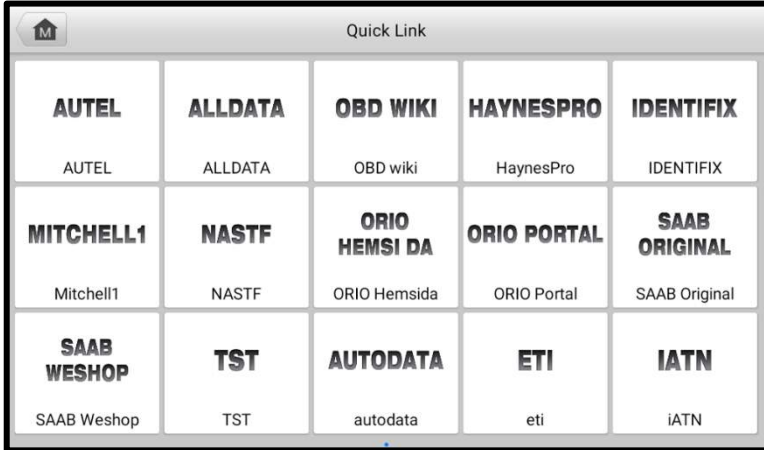 M
Quick Link
AUTEL
AUTEL
ALLDATA
ALLDATA
OBD WIKI
OBD wiki
HAYNESPRO
HaynesPro
IDENTIFIX
IDENTIFIX
MITCHELL1
Mitchell1
NASTF
NASTF
ORIO
HEMSI DA
ORIO Hemsida
ORIO PORTAL
ORIO Portal
SAAB
ORIGINAL
SAAB Original
SAAB
WESHOP
SAAB Weshop
TST
TST
AUTODATA
autodata
ETI
eti
IATN
iATN